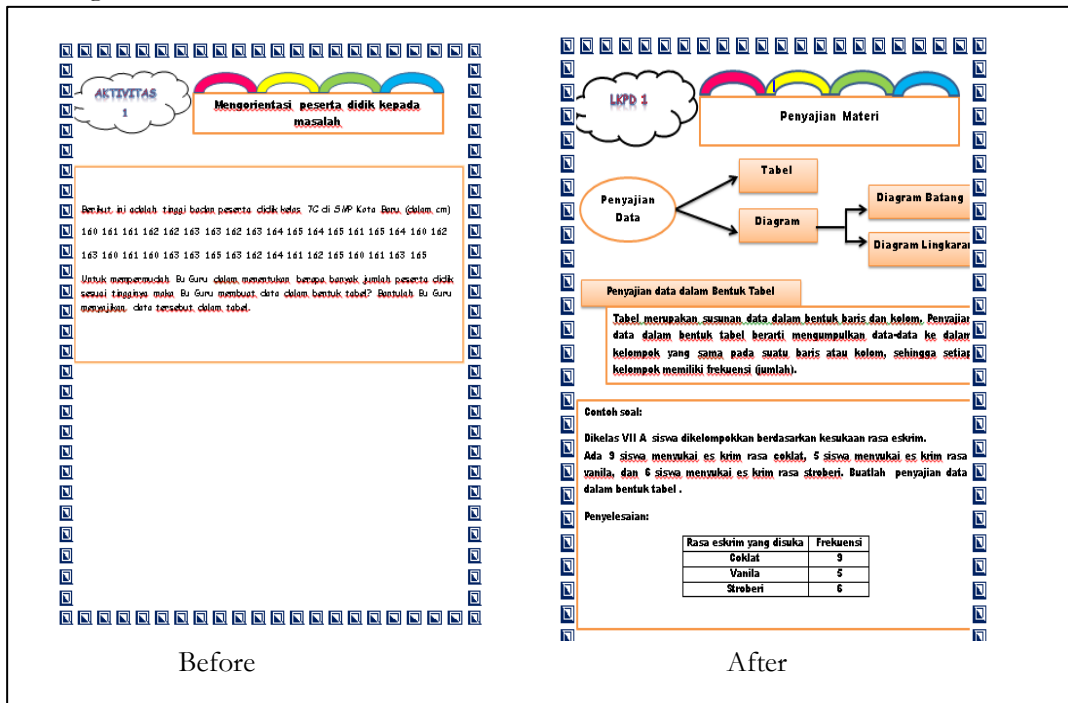 AKTIVITAS
1
Mengorientasi peserta didik kepada
masalah
Berikut ini adalah tinggi badan peserta didik kelas 7C di SMP Kota Baru (dalam cm)
160 161 161 162 162 163 163 162 163 164 165 164 165 161 165 164 160 162
163 160 161 160 163 163 165 163 162 164 161 162 165 160 161 163 165
Untuk mempermudah Bu Guru dalam menentukan berapa banyak jumlah peserta didik
sesuai tingginya maka Bu Guru membuat data dalam bentuk tabel? Bantulah Bu Guru
menyajikan data tersebut dalam tabel.
Before
LKPD 1
Penyajian Materi
Penyajian
Data
Tabel
Diagram
Diagram Batang
Diagram Lingkaran
Penyajian data dalam Bentuk Tabel
Tabel merupakan susunan data dalam bentuk baris dan kolom. Penyajian
data dalam bentuk tabel berarti mengumpulkan data-data ke dalam
kelompok yang sama pada suatu baris atau kolom, sehingga setiap
kelompok memiliki frekuensi (jumlah).
Contoh soal:
Dikelas VII A siswa dikelompokkan berdasarkan kesukaan rasa eskrim.
Ada 9 siswa menyukai es krim rasa coklat, 5 siswa menyukai es krim rasa
vanila, dan 6 siswa menyukai es krim rasa stroberi. Buatlah penyajian data
dalam bentuk tabel .
Penyelesaian:
Rasa eskrim yang disuka Frekuensi
Coklat 9
Vanila 5
Stroberi 6
After